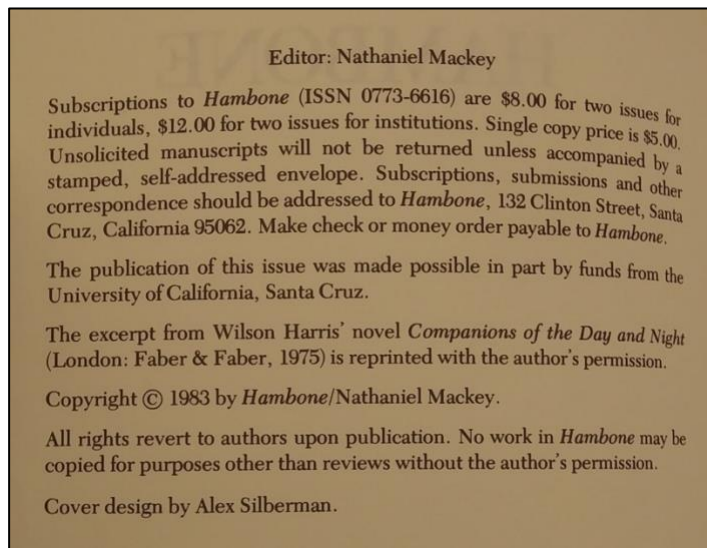 Editor: Nathaniel Mackey
Subscriptions to Hambone (ISSN 0773-6616) are $8.00 for two issues for
individuals, $12.00 for two issues for institutions. Single copy price is $5.00.
Unsolicited manuscripts will not be returned unless accompanied by a
stamped, self-addressed envelope. Subscriptions, submissions and other
correspondence should be addressed to Hambone, 132 Clinton Street, Santa
Cruz, California 95062. Make check or money order payable to Hambone.
The publication of this issue was made possible in part by funds from the
University of California, Santa Cruz.
The excerpt from Wilson Harris' novel Companions of the Day and Night
(London: Faber & Faber, 1975) is reprinted with the author's permission.
Copyright © 1983 by Hambone/Nathaniel Mackey.
All rights revert to authors upon publication. No work in Hambone may be
copied for purposes other than reviews without the author's permission.
Cover design by Alex Silberman.